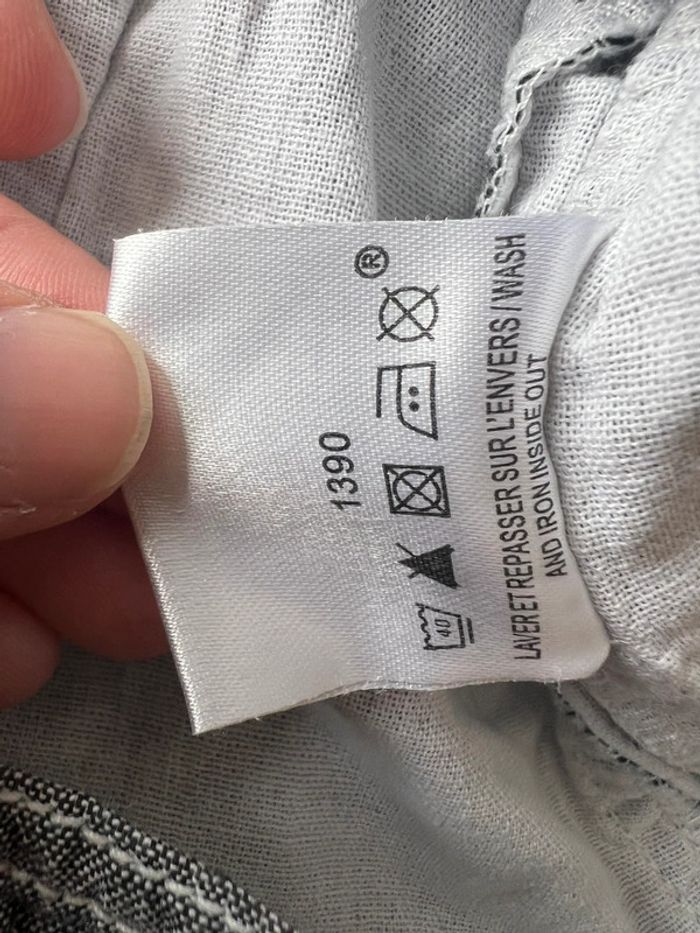 1390
40
®
LAVER ET REPASSER SUR L'ENVERS / WASH
AND IRON INSIDE OUT